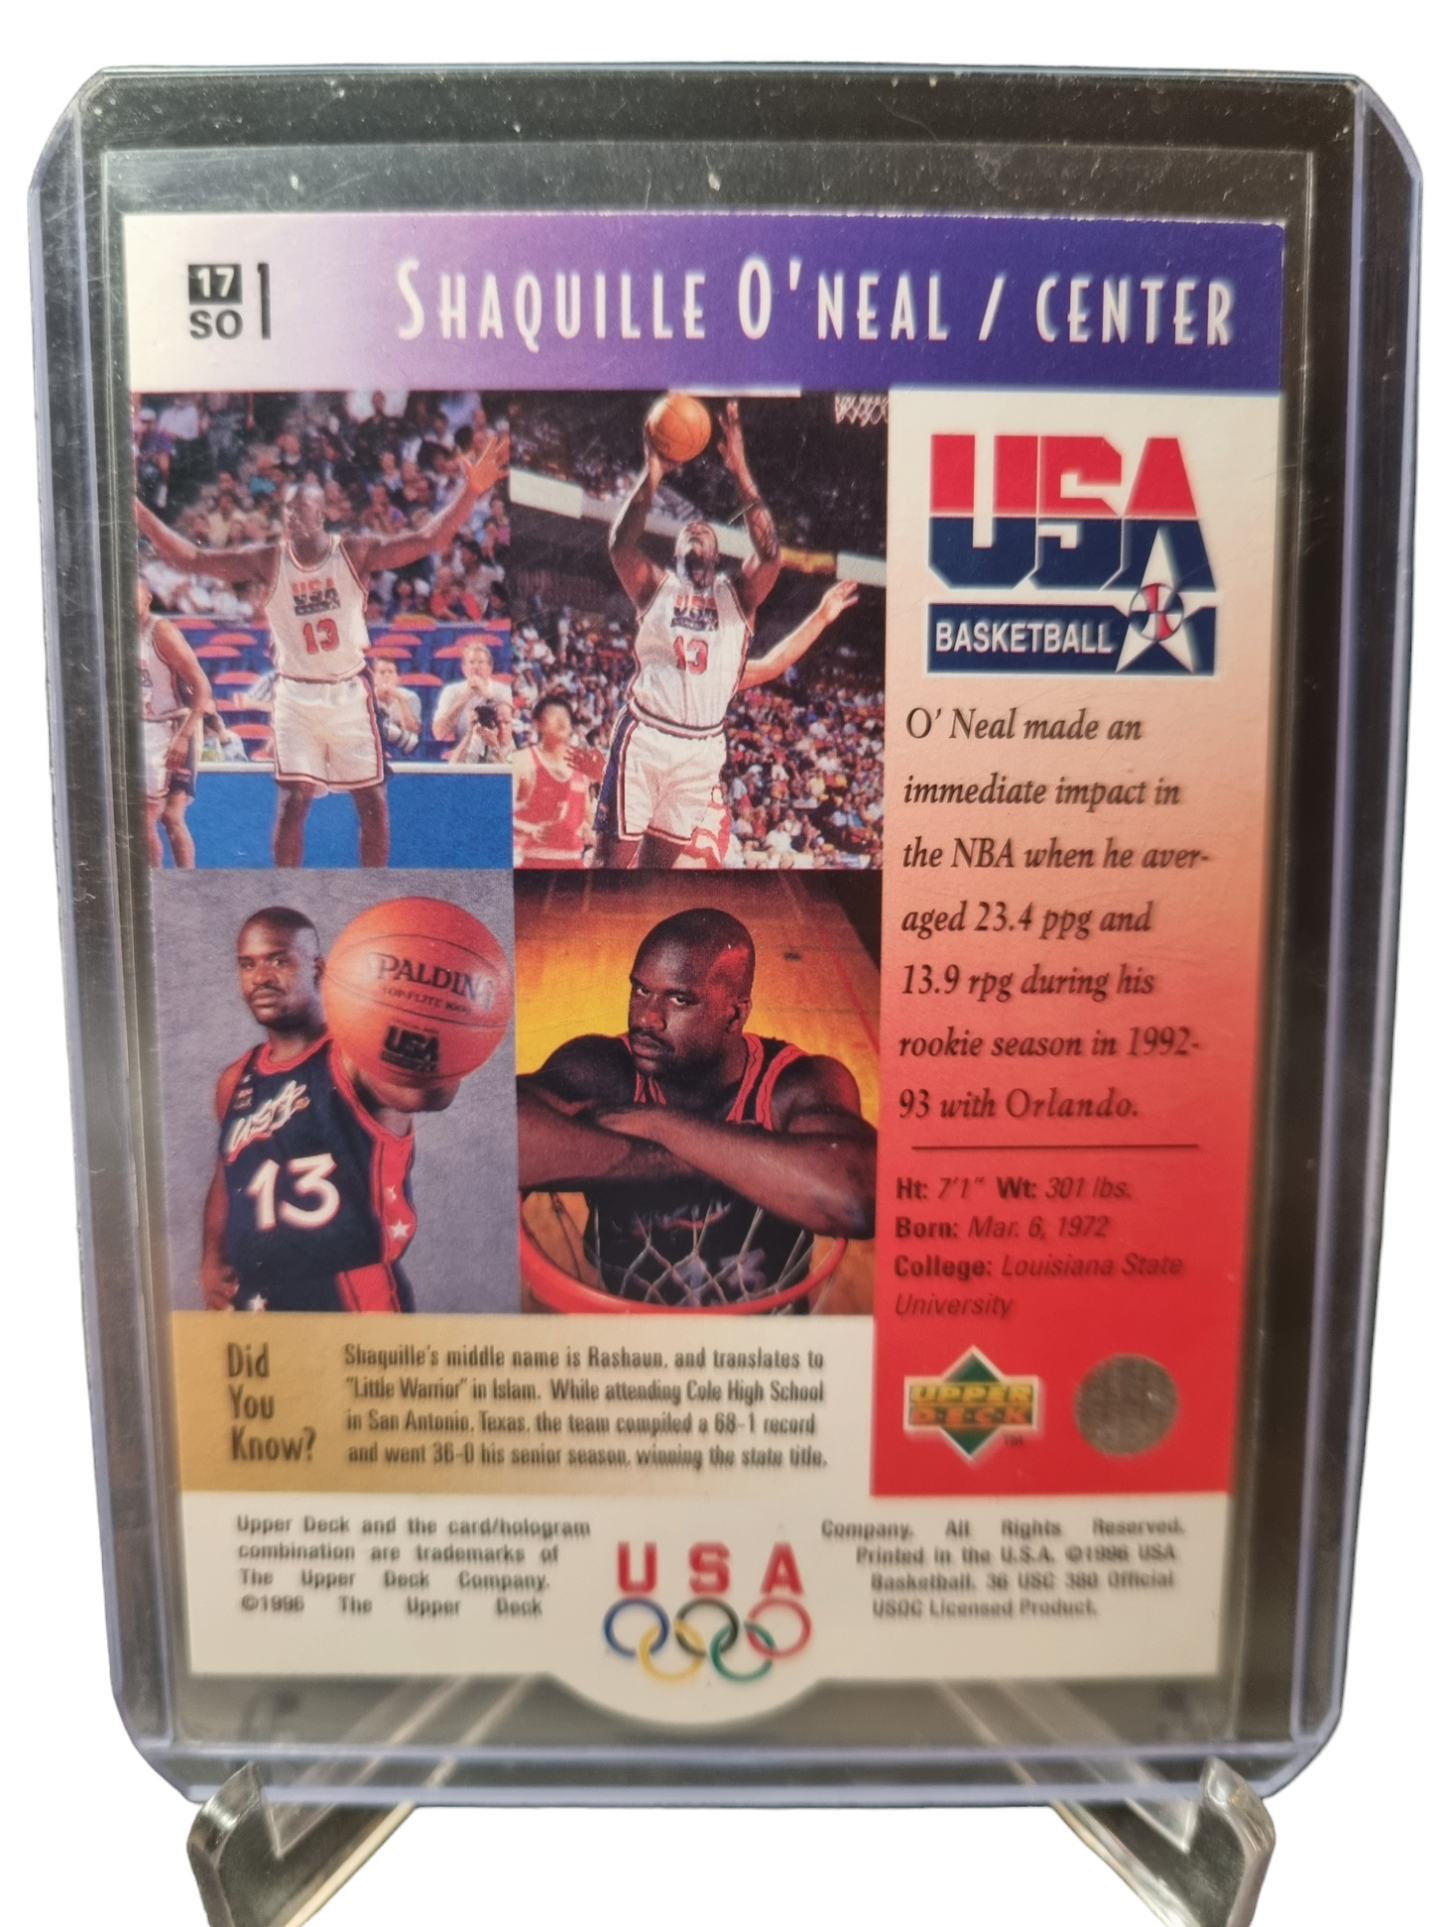 17
SO
SHAQUILLE O'NEAL / CENTER
USA
13
USA
13
USA
BASKETBALL
O' Neal made an
immediate impact in
the NBA when he aver-
aged 23.4 ppg and
13.9 rpg during his
rookie season in 1992-
93 with Orlando.
SPALDING
TOP-FLITE 1000
USA
USA
13
Ht: 7'1" Wt: 301 lbs.
Born: Mar. 6, 1972
College: Louisiana State
University
Did
You
Know?
Shaquille's middle name is Rashaun, and translates to
"Little Warrior" in Islam. While attending Cole High School
in San Antonio, Texas, the team compiled a 68-1 record
and went 36-0 his senior season, winning the state title.
UPPER
DECK
TM
Upper Deck and the card/hologram
combination are trademarks of
The Upper Deck Company.
©1996 The Upper Deck
USA
Company. All Rights Reserved.
Printed in the U.S.A. ©1996 USA
Basketball. 36 USC 380 Official
USOC Licensed Product.